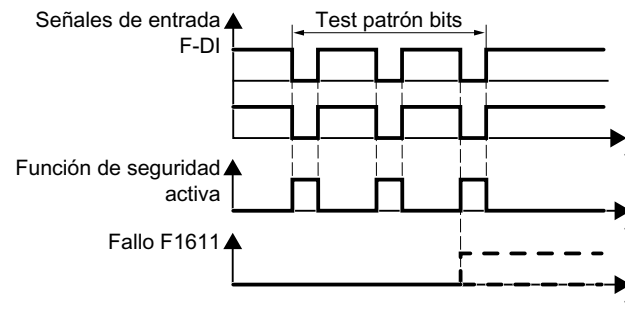 Señales de entrada
F-DI
Test patrón bits
Función de seguridad
activa
Fallo F1611